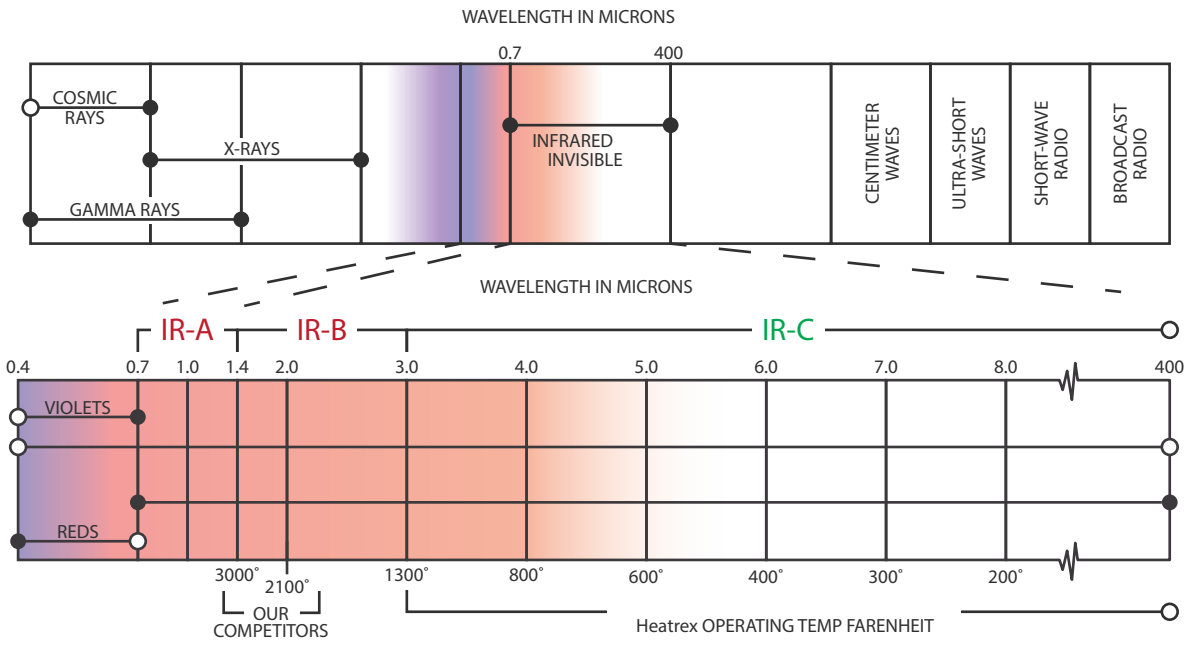 WAVELENGTH IN MICRONS
0.7
400
COSMIC
RAYS
X-RAYS
GAMMA RAYS
INFRARED
INVISIBLE
CENTIMETER
WAVES
ULTRA-SHORT
WAVES
SHORT-WAVE
RADIO
BROADCAST
RADIO
WAVELENGTH IN MICRONS
IR-A
IR-B
IR-C
0.4
0.7
1.0
1.4
2.0
3.0
4.0
5.0
6.0
7.0
8.0
400
VIOLETS
REDS
3000°
2100°
1300°
800°
600°
400°
300°
200°
OUR
COMPETITORS
Heatrex OPERATING TEMP FARENHEIT